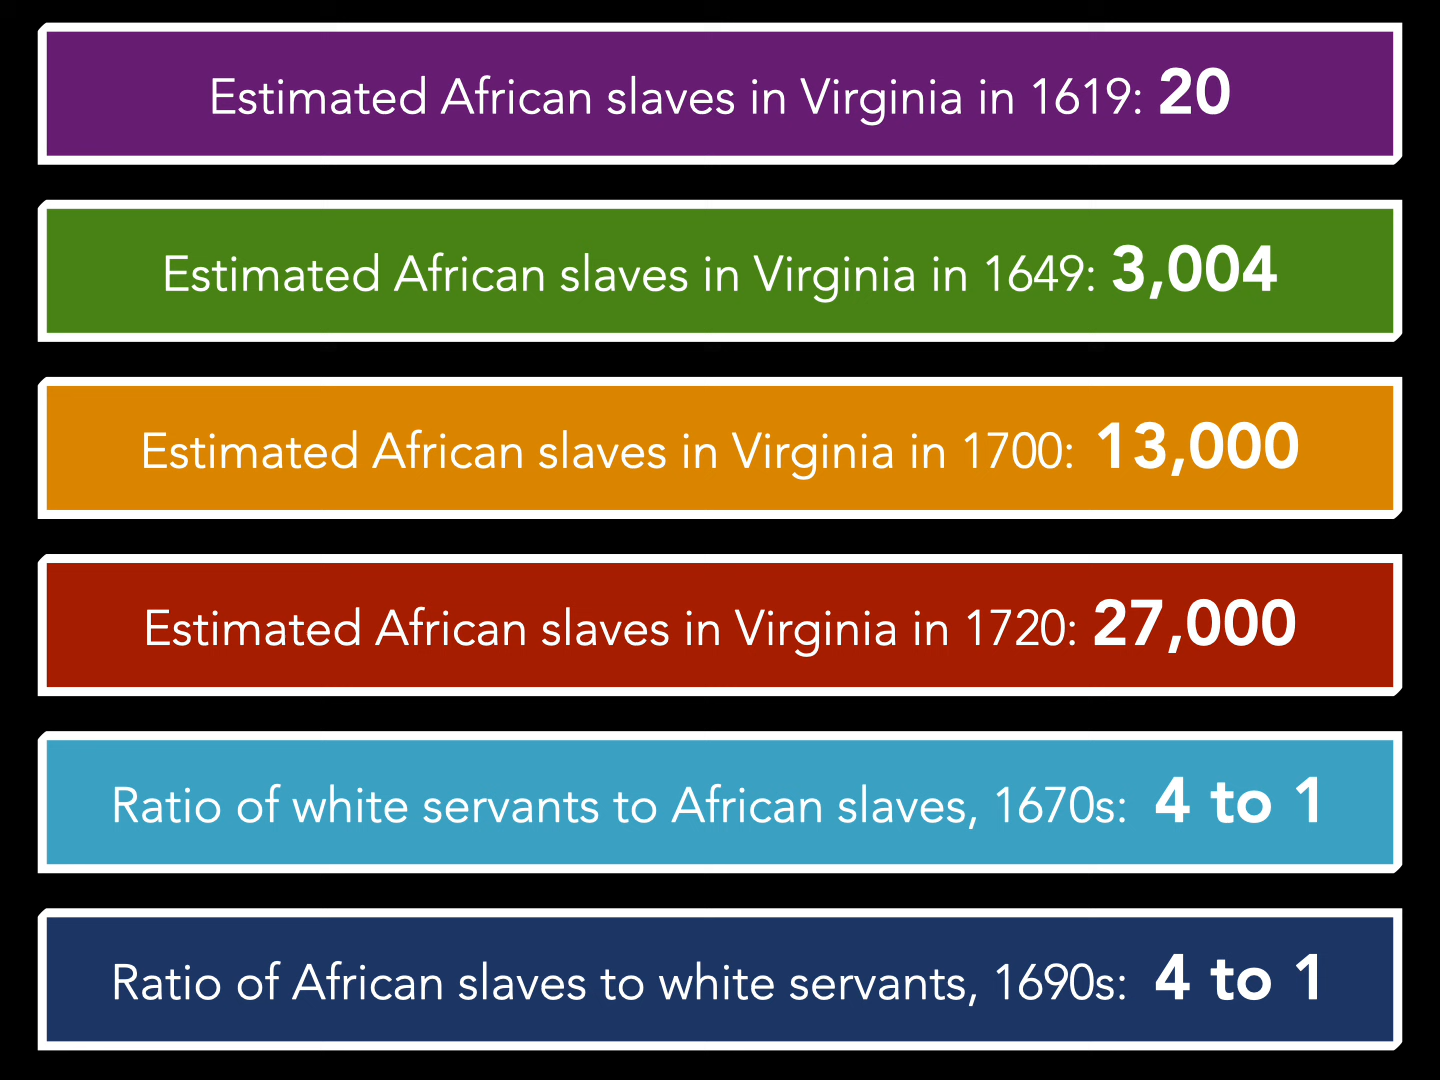 Estimated African slaves in Virginia in 1619: 20
Estimated African slaves in Virginia in 1649: 3,004
Estimated African slaves in Virginia in 1700: 13,000
Estimated African slaves in Virginia in 1720: 27,000
Ratio of white servants to African slaves, 1670s: 4 to 1
Ratio of African slaves to white servants, 1690s: 4 to 1